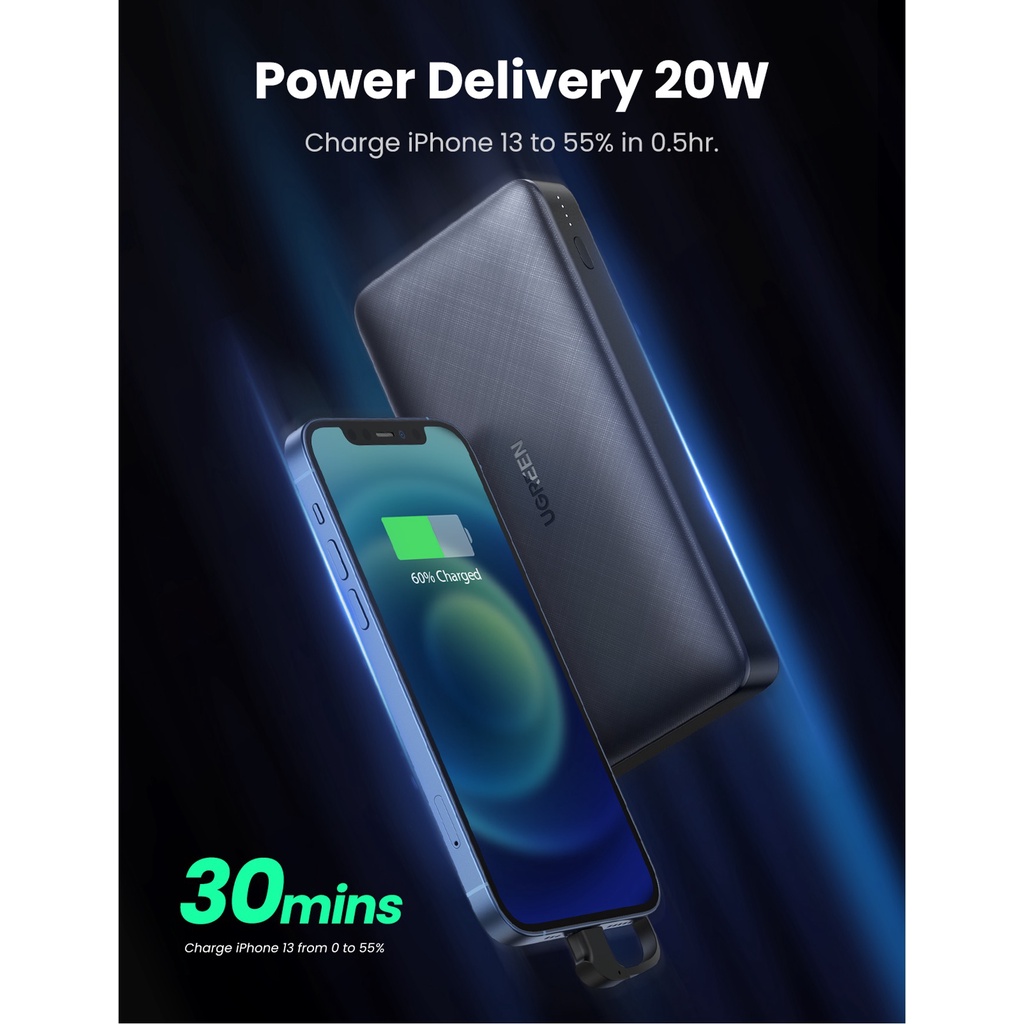 Power Delivery 20W
Charge iPhone 13 to 55% in 0.5hr.
UGREEN
60% Charged
30mins
Charge iPhone 13 from 0 to 55%